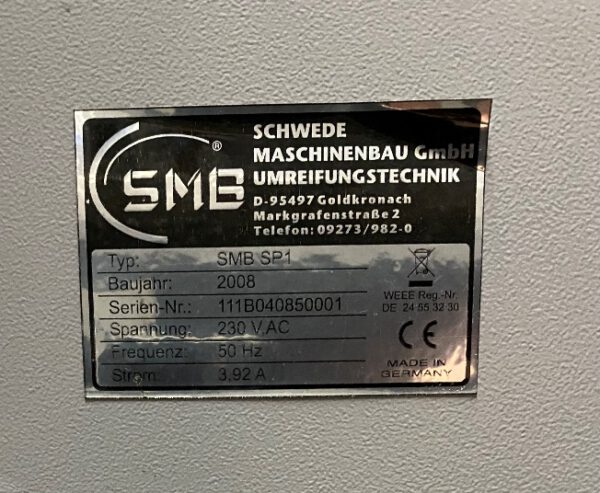 SMB®
SCHWEDE
MASCHINENBAU GmbH
UMREIFUNGSTECHNIK
D-95497 Goldkronach
Markgrafenstraße 2
Telefon: 09273/982-0
Typ: SMB SP1
Baujahr: 2008
Serien-Nr.: 111B040850001
Spannung: 230 V AC
Frequenz: 50 Hz
Strom: 3,92 A
WEEE Reg.-Nr.
DE 24 55 32 30
CE
MADE IN
GERMANY